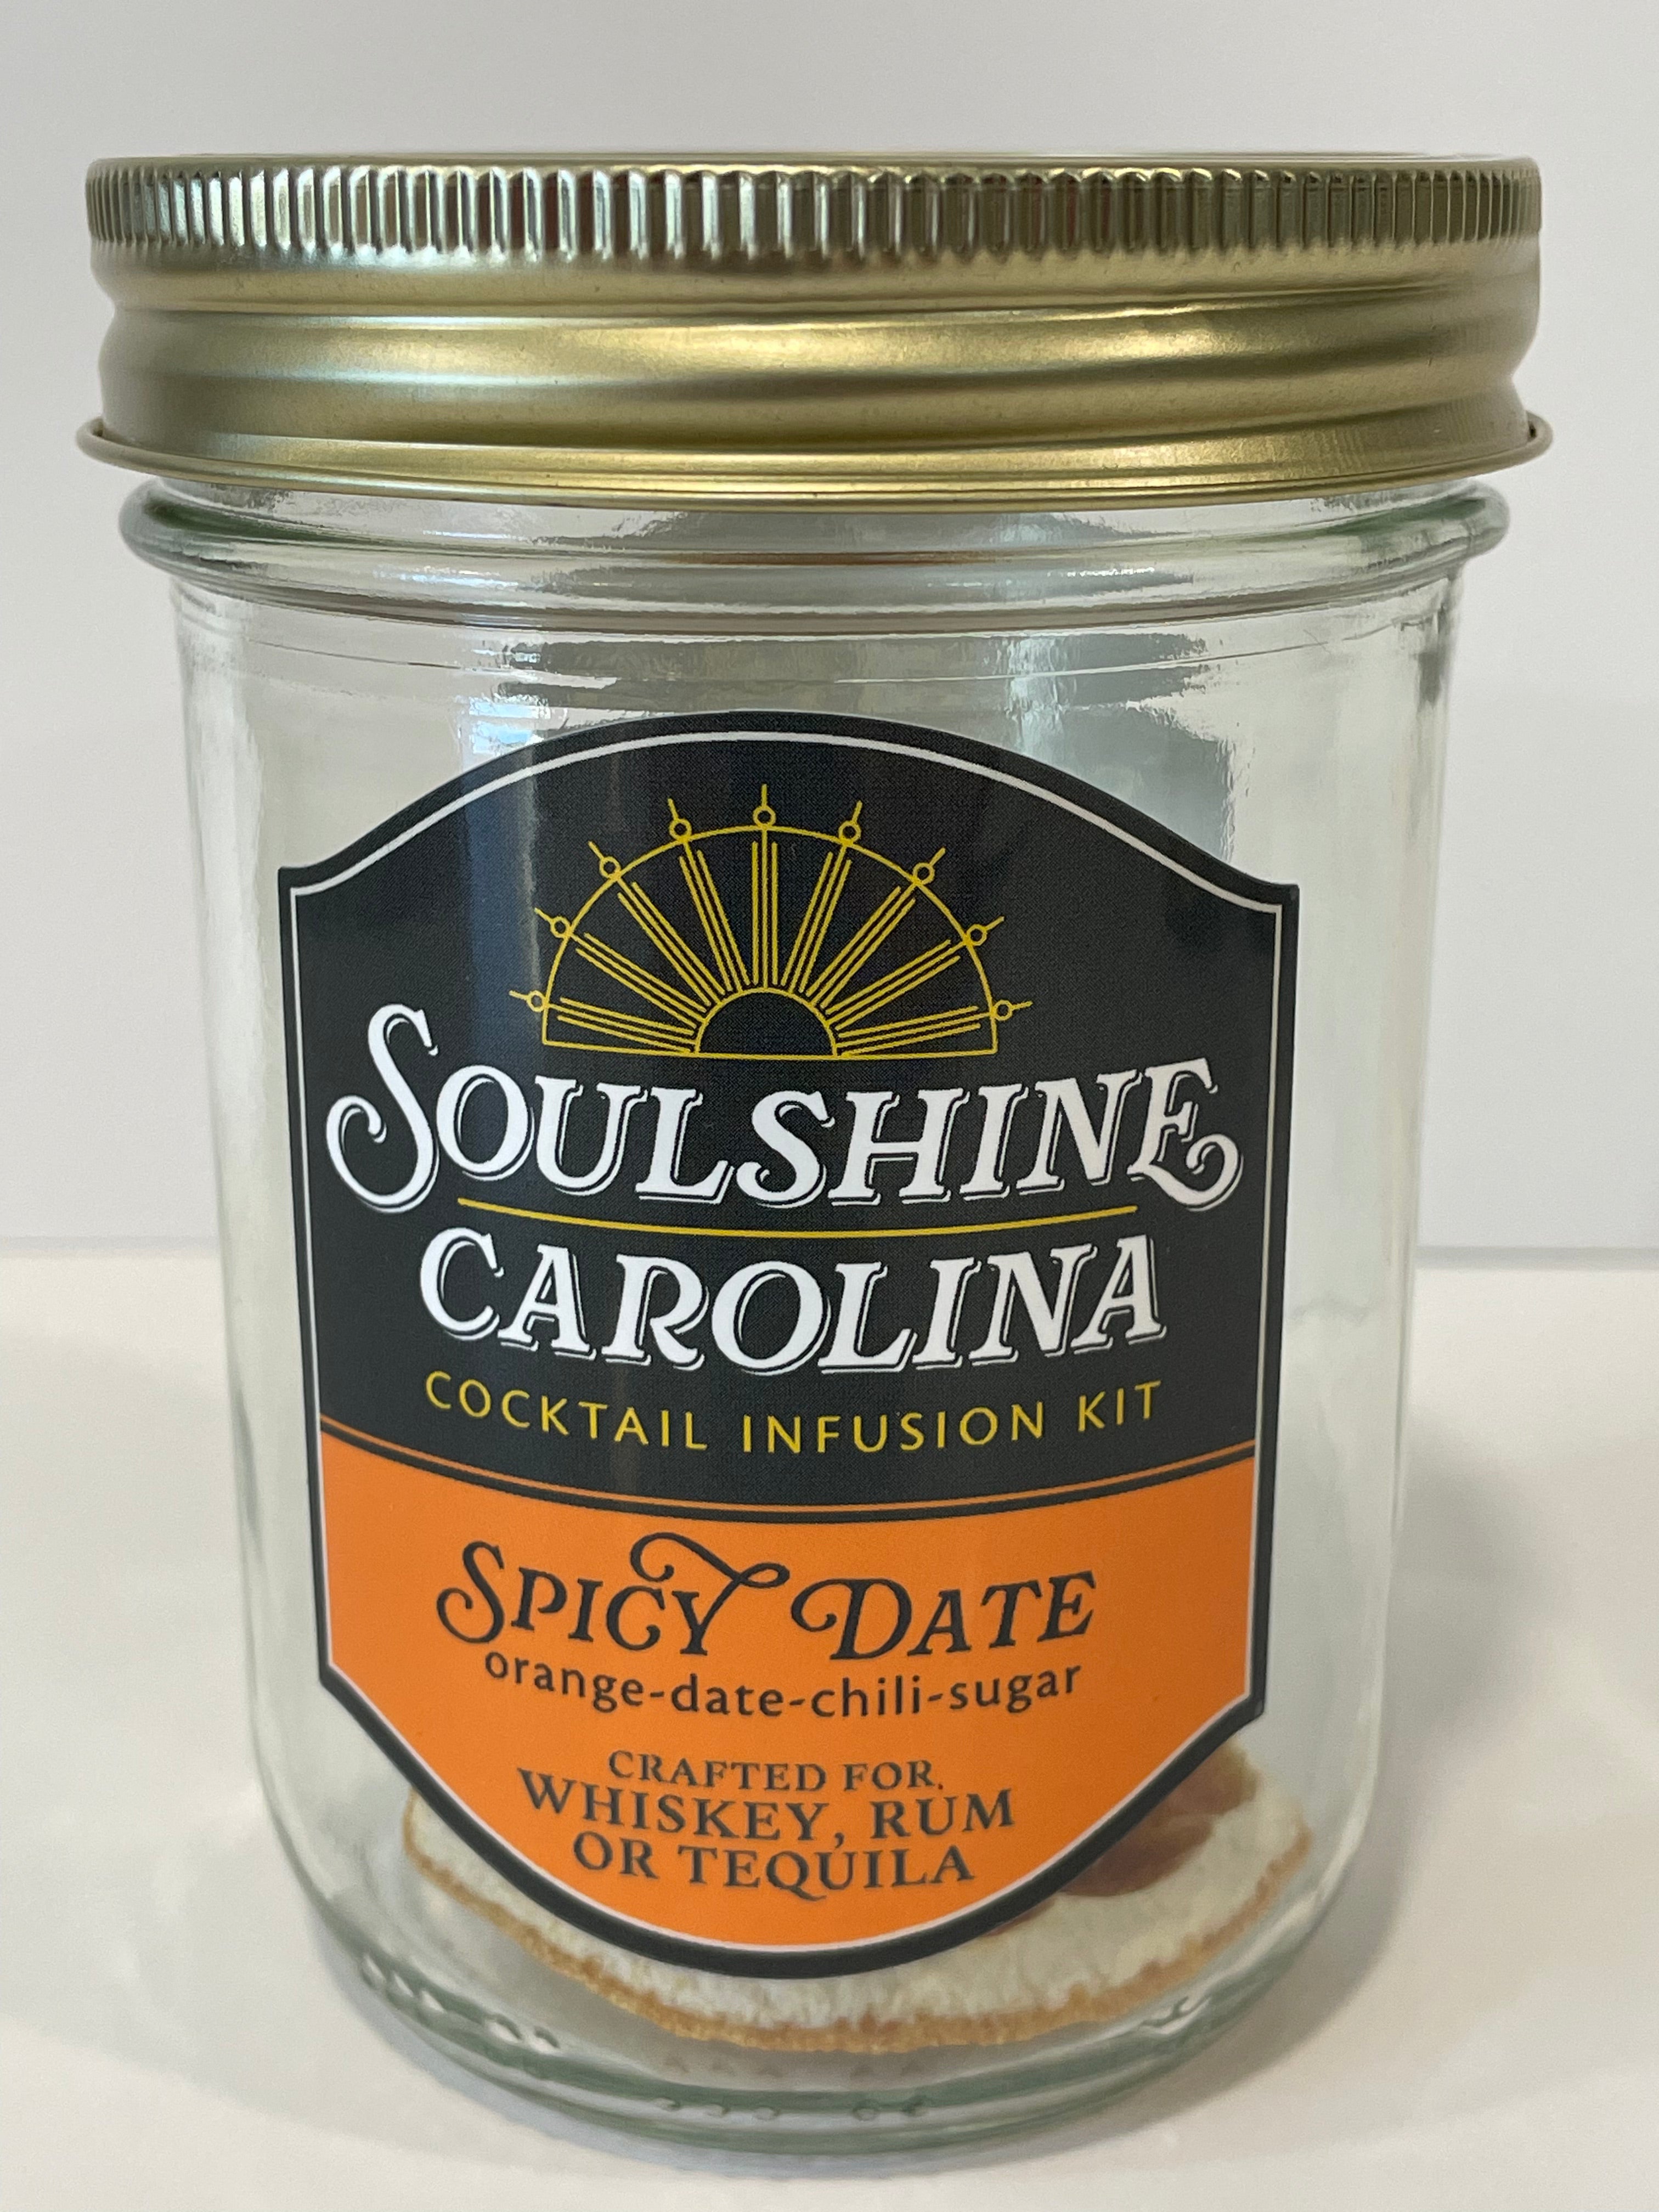 SOULSHINE
CAROLINA
COCKTAIL INFUSION KIT
SPICY DATE
orange-date-chili-sugar
CRAFTED FOR
WHISKEY, RUM
OR TEQUILA